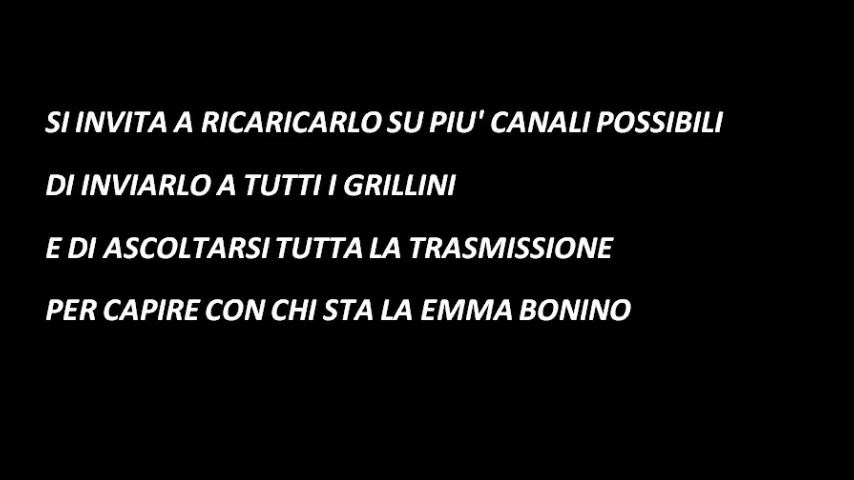 SI INVITA A RICARICARLO SU PIU' CANALI POSSIBILI
DI INVIARLO A TUTTI I GRILLINI
E DI ASCOLTARSI TUTTA LA TRASMISSIONE
PER CAPIRE CON CHI STA LA EMMA BONINO